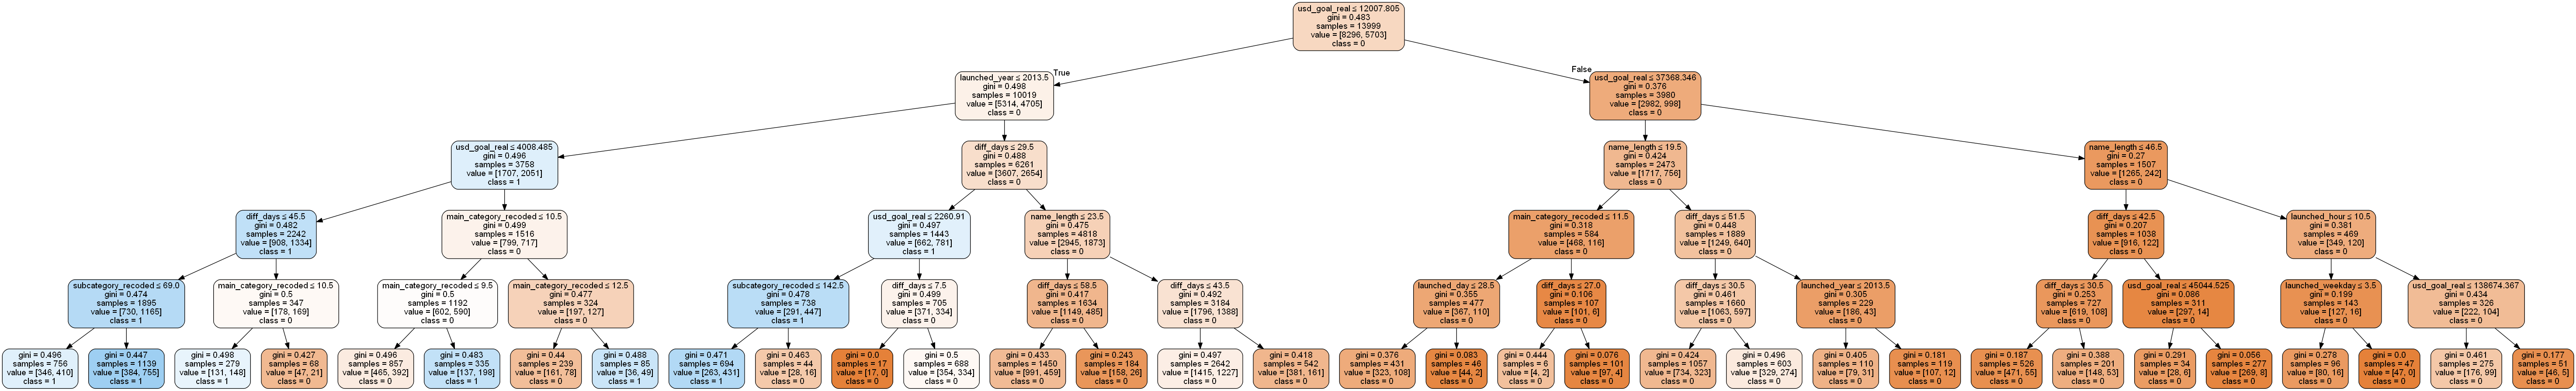 usd_goal_real ≤ 12007.805
gini = 0.483
samples = 13999
value = [8296, 5703]
class = 0
True
False
launched_year ≤ 2013.5
gini = 0.498
samples = 10019
value = [5314, 4705]
class = 0
usd_goal_real ≤ 37368.346
gini = 0.376
samples = 3980
value = [2982, 998]
class = 0
usd_goal_real ≤ 4008.485
gini = 0.496
samples = 3758
value = [1707, 2051]
class = 1
diff_days ≤ 29.5
gini = 0.488
samples = 6261
value = [3607, 2654]
class = 0
name_length ≤ 19.5
gini = 0.424
samples = 2473
value = [1717, 756]
class = 0
name_length ≤ 46.5
gini = 0.27
samples = 1507
value = [1265, 242]
class = 0
diff_days ≤ 45.5
gini = 0.482
samples = 2242
value = [908, 1334]
class = 1
main_category_recoded ≤ 10.5
gini = 0.499
samples = 1516
value = [799, 717]
class = 0
usd_goal_real ≤ 2260.91
gini = 0.497
samples = 1443
value = [662, 781]
class = 1
name_length ≤ 23.5
gini = 0.475
samples = 4818
value = [2945, 1873]
class = 0
main_category_recoded ≤ 11.5
gini = 0.318
samples = 584
value = [468, 116]
class = 0
diff_days ≤ 51.5
gini = 0.448
samples = 1889
value = [1249, 640]
class = 0
diff_days ≤ 42.5
gini = 0.207
samples = 1038
value = [916, 122]
class = 0
launched_hour ≤ 10.5
gini = 0.381
samples = 469
value = [349, 120]
class = 0
subcategory_recoded ≤ 69.0
gini = 0.474
samples = 1895
value = [730, 1165]
class = 1
main_category_recoded ≤ 10.5
gini = 0.5
samples = 347
value = [178, 169]
class = 0
main_category_recoded ≤ 9.5
gini = 0.5
samples = 1192
value = [602, 590]
class = 0
main_category_recoded ≤ 12.5
gini = 0.477
samples = 324
value = [197, 127]
class = 0
subcategory_recoded ≤ 142.5
gini = 0.478
samples = 738
value = [291, 447]
class = 1
diff_days ≤ 7.5
gini = 0.499
samples = 705
value = [371, 334]
class = 0
diff_days ≤ 58.5
gini = 0.417
samples = 1634
value = [1149, 485]
class = 0
diff_days ≤ 43.5
gini = 0.492
samples = 3184
value = [1796, 1388]
class = 0
launched_day ≤ 28.5
gini = 0.355
samples = 477
value = [367, 110]
class = 0
diff_days ≤ 27.0
gini = 0.106
samples = 107
value = [101, 6]
class = 0
diff_days ≤ 30.5
gini = 0.461
samples = 1660
value = [1063, 597]
class = 0
launched_year ≤ 2013.5
gini = 0.305
samples = 229
value = [186, 43]
class = 0
diff_days ≤ 30.5
gini = 0.253
samples = 727
value = [619, 108]
class = 0
usd_goal_real ≤ 45044.525
gini = 0.086
samples = 311
value = [297, 14]
class = 0
launched_weekday ≤ 3.5
gini = 0.199
samples = 143
value = [127, 16]
class = 0
usd_goal_real ≤ 138674.367
gini = 0.434
samples = 326
value = [222, 104]
class = 0
gini = 0.496
samples = 756
value = [346, 410]
class = 1
gini = 0.447
samples = 1139
value = [384, 755]
class = 1
gini = 0.498
samples = 279
value = [131, 148]
class = 1
gini = 0.427
samples = 68
value = [47, 21]
class = 0
gini = 0.496
samples = 857
value = [465, 392]
class = 0
gini = 0.483
samples = 335
value = [137, 198]
class = 1
gini = 0.44
samples = 239
value = [161, 78]
class = 0
gini = 0.488
samples = 85
value = [36, 49]
class = 1
gini = 0.471
samples = 694
value = [263, 431]
class = 1
gini = 0.463
samples = 44
value = [28, 16]
class = 0
gini = 0.0
samples = 17
value = [17, 0]
class = 0
gini = 0.5
samples = 688
value = [354, 334]
class = 0
gini = 0.433
samples = 1450
value = [991, 459]
class = 0
gini = 0.243
samples = 184
value = [158, 26]
class = 0
gini = 0.497
samples = 2642
value = [1415, 1227]
class = 0
gini = 0.418
samples = 542
value = [381, 161]
class = 0
gini = 0.376
samples = 431
value = [323, 108]
class = 0
gini = 0.083
samples = 46
value = [44, 2]
class = 0
gini = 0.444
samples = 6
value = [4, 2]
class = 0
gini = 0.076
samples = 101
value = [97, 4]
class = 0
gini = 0.424
samples = 1057
value = [734, 323]
class = 0
gini = 0.496
samples = 603
value = [329, 274]
class = 0
gini = 0.405
samples = 110
value = [79, 31]
class = 0
gini = 0.181
samples = 119
value = [107, 12]
class = 0
gini = 0.187
samples = 526
value = [471, 55]
class = 0
gini = 0.388
samples = 201
value = [148, 53]
class = 0
gini = 0.291
samples = 34
value = [28, 6]
class = 0
gini = 0.056
samples = 277
value = [269, 8]
class = 0
gini = 0.278
samples = 96
value = [80, 16]
class = 0
gini = 0.0
samples = 47
value = [47, 0]
class = 0
gini = 0.461
samples = 275
value = [176, 99]
class = 0
gini = 0.177
samples = 51
value = [46, 5]
class = 0